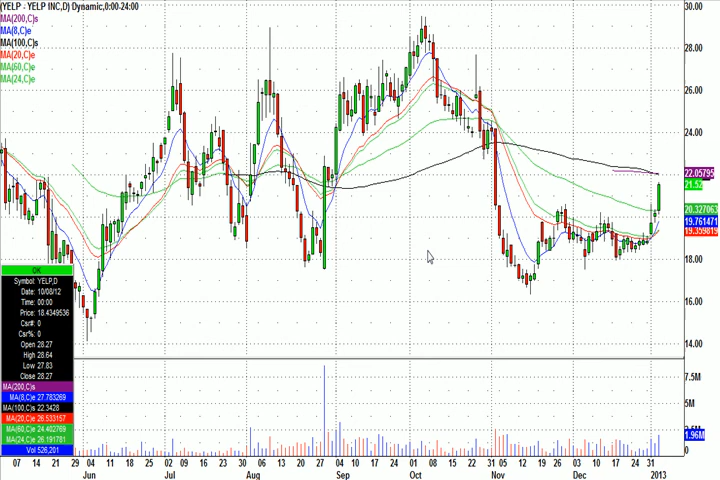 (YELP - YELP INC,D) Dynamic,0:00-24:00
MA(200,C)s
MA(8,C)e
MA(100,C)s
MA(20,C)e
MA(60,C)e
MA(24,C)e
30.00
28.00
26.00
24.00
22.05795
21.52
20.327063
19.761471
19.359819
18.00
16.00
14.00
OK
Symbol: YELP,D
Date: 10/08/12
Time: 00:00
Price: 18.4349536
Csr#: 0
Csr%: 0
Open 28.27
High 28.64
Low 27.83
Close 28.27
MA(200,C)s
MA(8,C)e 27.783269
MA(100,C)s 22.3428
MA(20,C)e 26.533157
MA(60,C)e 24.402769
MA(24,C)e 26.191781
Vol 526,201
7.5M
5M
1.96M
0
07 14 21 29 04 11 18 25 02 09 16 23 30 06 13 20 27 04 10 17 24 01 08 15 22 31 05 12 19 26 03 10 17 24 31
Jun Jul Aug Sep Oct Nov Dec 2013